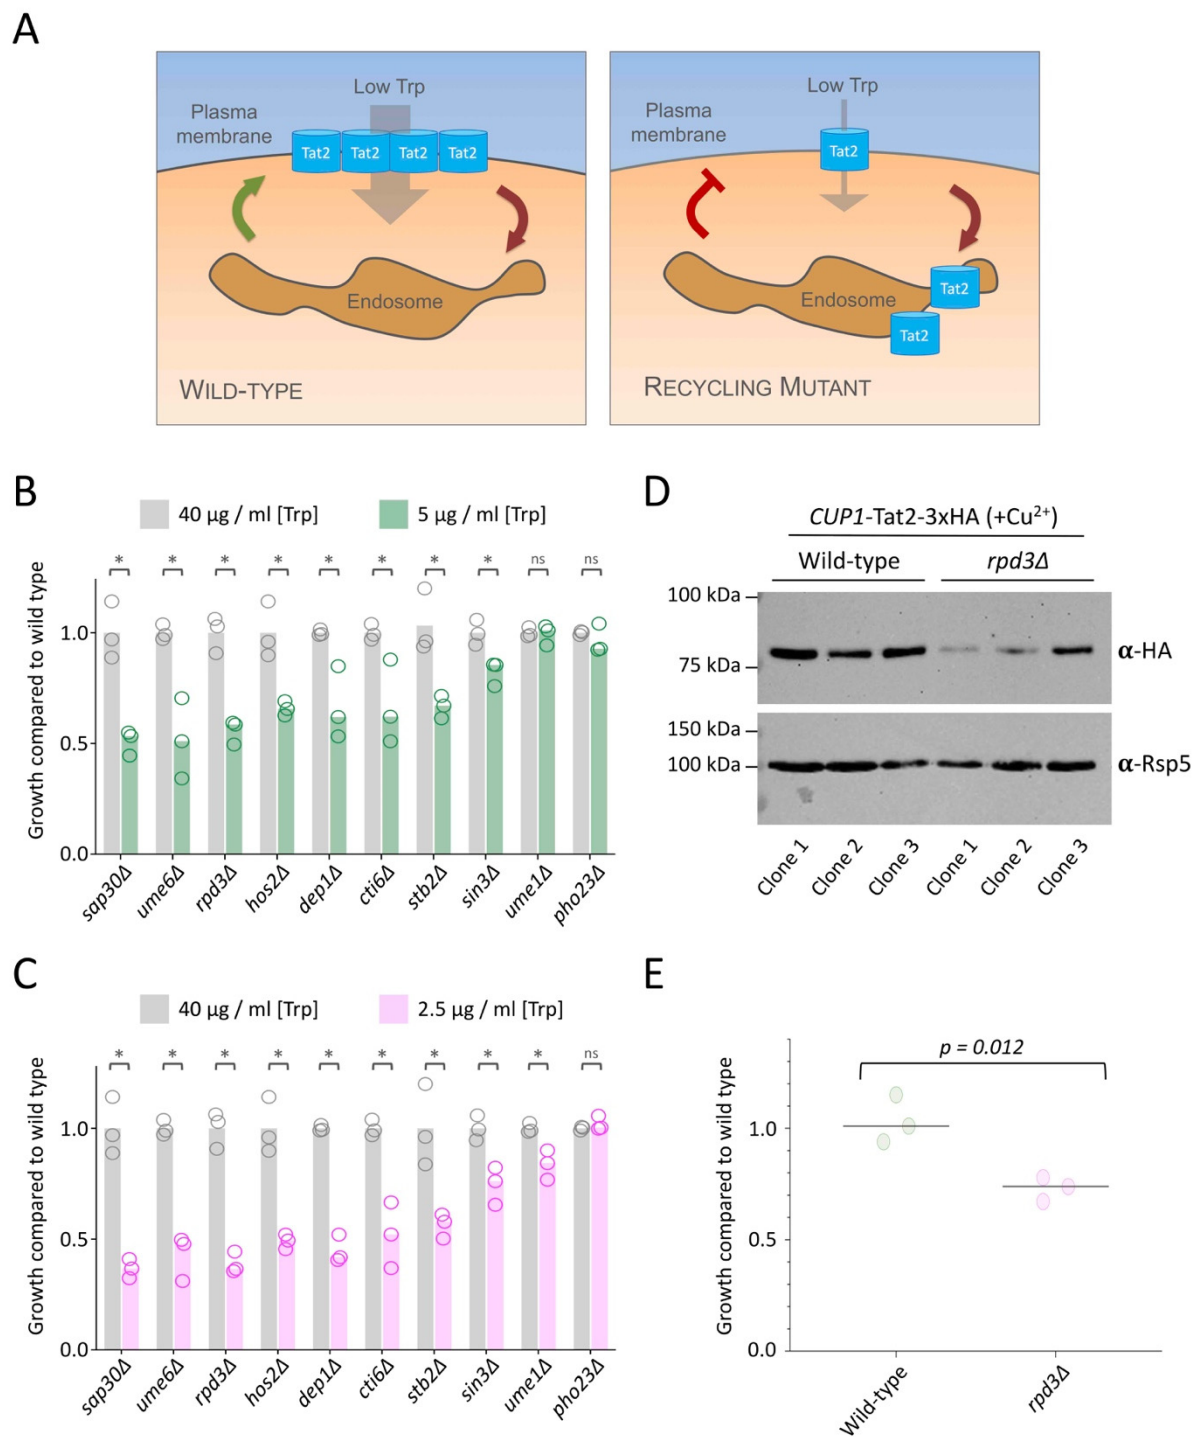 A
Low Trp
Plasma
membrane
Tat2 Tat2 Tat2 Tat2
Endosome
WILD-TYPE
Low Trp
Plasma
membrane
Tat2
Endosome
Tat2
Tat2
RECYCLING MUTANT
B
40 µg / ml [Trp] 5 µg / ml [Trp]
* * * * * * * * ns ns
Growth compared to wild type
1.0
0.5
0.0
sap30Δ ume6Δ rpd3Δ hos2Δ dep1Δ cti6Δ stb2Δ sin3Δ ume1Δ pho23Δ
C
40 µg / ml [Trp] 2.5 µg / ml [Trp]
* * * * * * * * * ns
Growth compared to wild type
1.0
0.5
0.0
sap30Δ ume6Δ rpd3Δ hos2Δ dep1Δ cti6Δ stb2Δ sin3Δ ume1Δ pho23Δ
D
CUP1-Tat2-3xHA (+Cu²⁺)
Wild-type rpd3Δ
100 kDa
75 kDa
α-HA
150 kDa
100 kDa
α-Rsp5
Clone 1 Clone 2 Clone 3 Clone 1 Clone 2 Clone 3
E
p = 0.012
Growth compared to wild type
1.0
0.5
0.0
Wild-type rpd3Δ